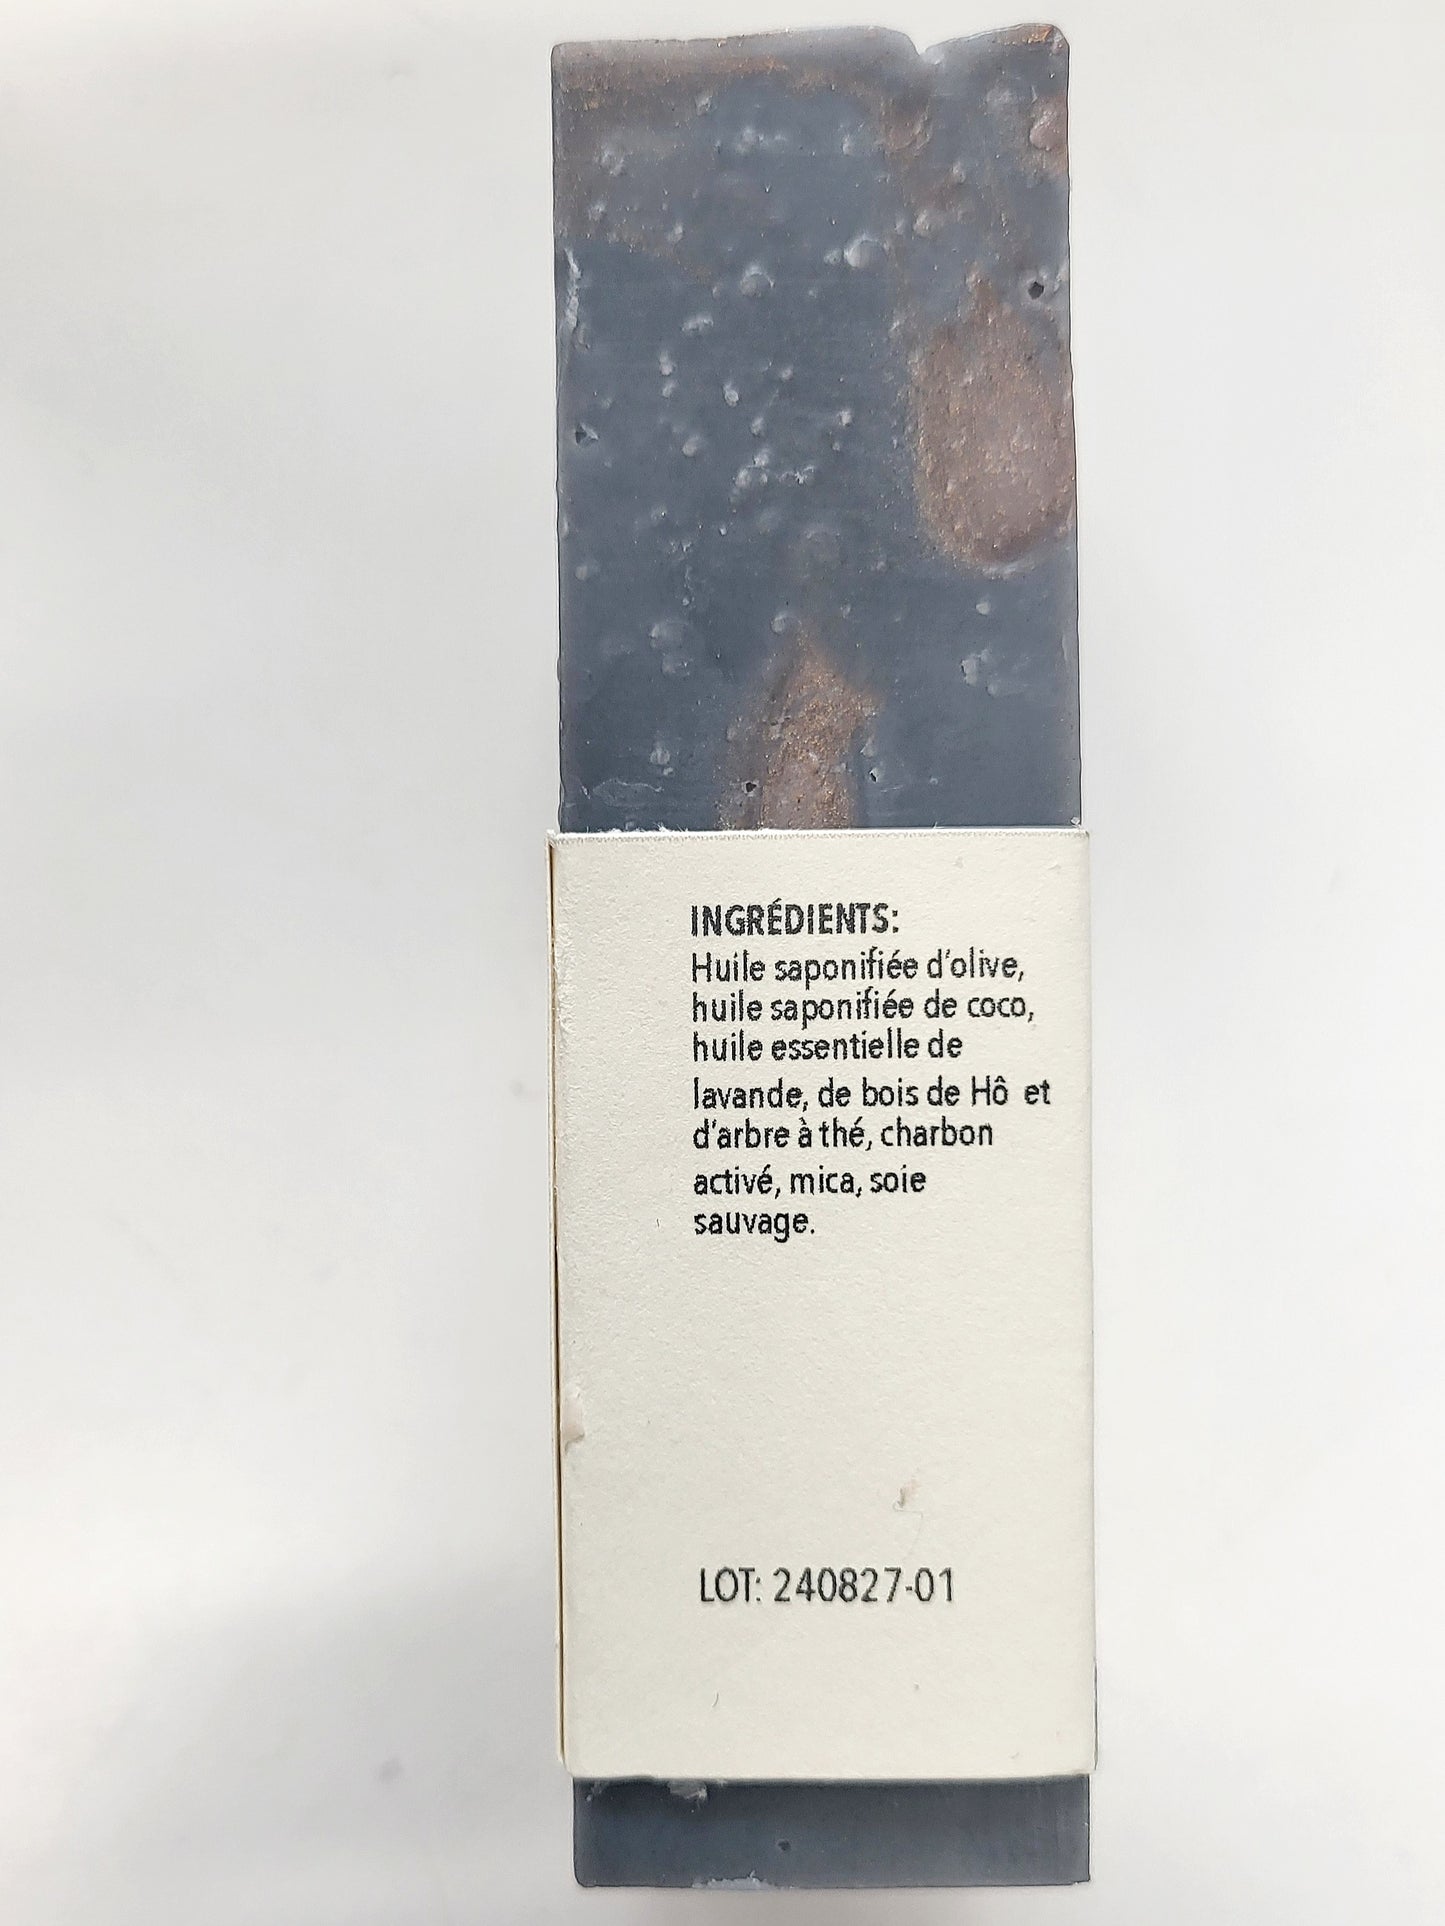 INGRÉDIENTS:
Huile saponifiée d'olive,
huile saponifiée de coco,
huile essentielle de
lavande, de bois de Hô et
d'arbre à thé, charbon
activé, mica, soie
sauvage.
LOT: 240827-01